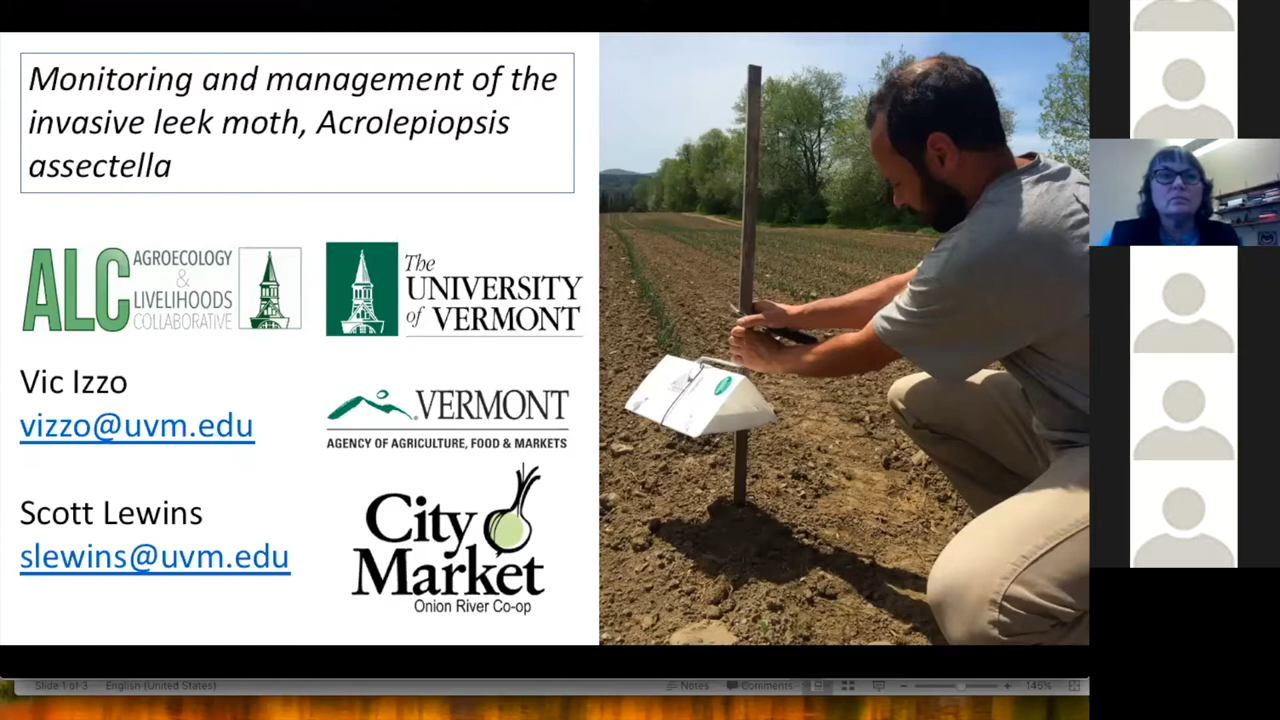 Monitoring and management of the
invasive leek moth, Acrolepiopsis
assectella
ALC AGROECOLOGY
&
LIVELIHOODS
COLLABORATIVE
The
UNIVERSITY
of VERMONT
Vic Izzo
vizzo@uvm.edu
VERMONT
AGENCY OF AGRICULTURE, FOOD & MARKETS
Scott Lewins
slewins@uvm.edu
City
Market
Onion River Co-op
Slide 1 of 3 English (United States) Notes Comments 146%